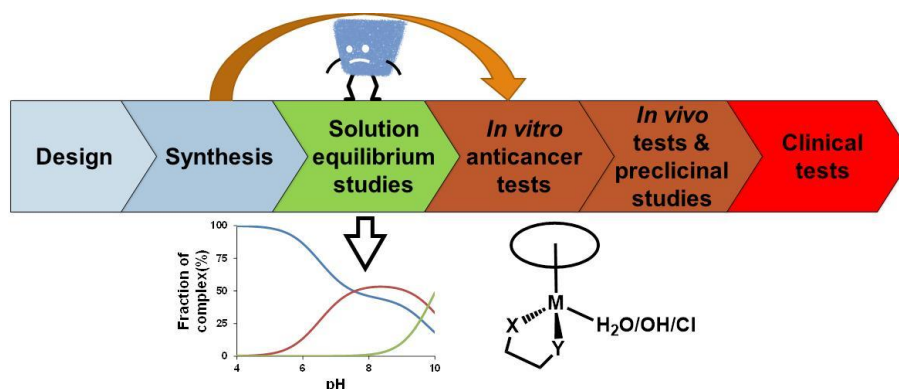 Design
Synthesis
Solution
equilibrium
studies
In vitro
anticancer
tests
In vivo
tests &
preclicinal
studies
Clinical
tests
Fraction of
complex(%)
100
75
50
25
0
4
6
8
10
pH
M
X
Y
H₂O/OH/Cl